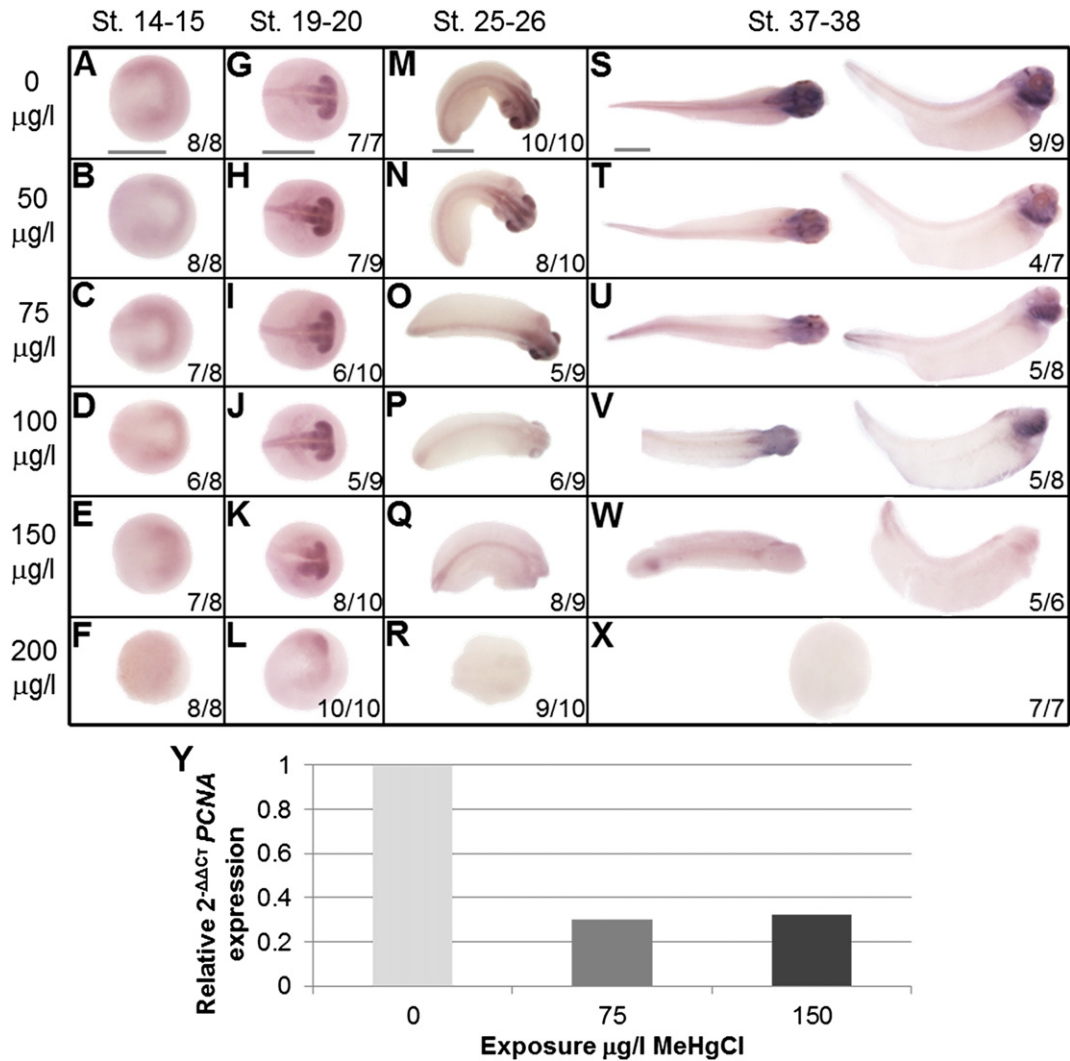 St. 14-15 St. 19-20 St. 25-26 St. 37-38
0 μg/l
A 8/8 G 7/7 M 10/10 S 9/9
50 μg/l
B 8/8 H 7/9 N 8/10 T 4/7
75 μg/l
C 7/8 I 6/10 O 5/9 U 5/8
100 μg/l
D 6/8 J 5/9 P 6/9 V 5/8
150 μg/l
E 7/8 K 8/10 Q 8/9 W 5/6
200 μg/l
F 8/8 L 10/10 R 9/10 X 7/7
Y
Relative 2^-ΔΔCT PCNA
expression
1
0.8
0.6
0.4
0.2
0
0 75 150
Exposure μg/l MeHgCl